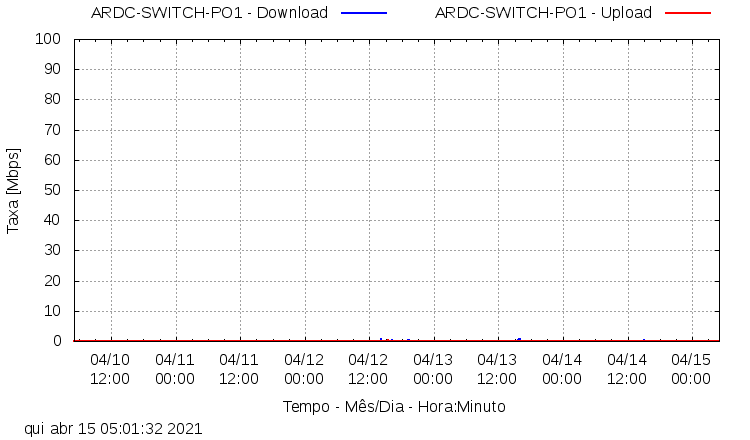 ARDC-SWITCH-PO1 - Download ARDC-SWITCH-PO1 - Upload
100
90
80
70
60
50
40
30
20
10
0
Taxa [Mbps]
04/10 04/11 04/11 04/12 04/12 04/13 04/13 04/14 04/14 04/15
12:00 00:00 12:00 00:00 12:00 00:00 12:00 00:00 12:00 00:00
Tempo - Mês/Dia - Hora:Minuto
qui abr 15 05:01:32 2021